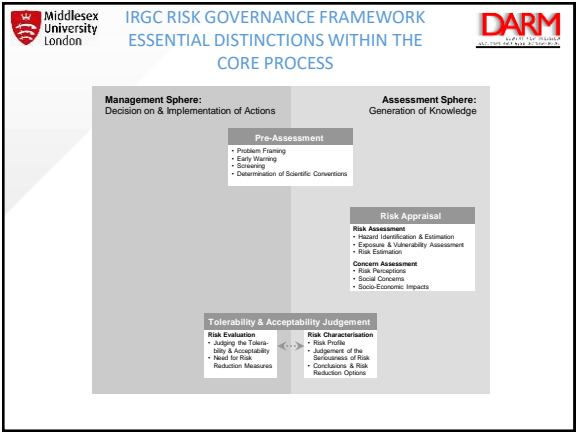 Middlesex
University
London
IRGC RISK GOVERNANCE FRAMEWORK
ESSENTIAL DISTINCTIONS WITHIN THE
CORE PROCESS
DARM
Management Sphere:
Decision on & Implementation of Actions
Assessment Sphere:
Generation of Knowledge
Pre-Assessment
• Problem Framing
• Early Warning
• Screening
• Determination of Scientific Conventions
Risk Appraisal
Risk Assessment
• Hazard Identification & Estimation
• Exposure & Vulnerability Assessment
• Risk Estimation
Concern Assessment
• Risk Perceptions
• Social Concerns
• Socio-Economic Impacts
Tolerability & Acceptability Judgement
Risk Evaluation
• Judging the Tolera-
bility & Acceptability
• Need for Risk
Reduction Measures
Risk Characterisation
• Risk Profile
• Judgement of the
Seriousness of Risk
• Conclusions & Risk
Reduction Options